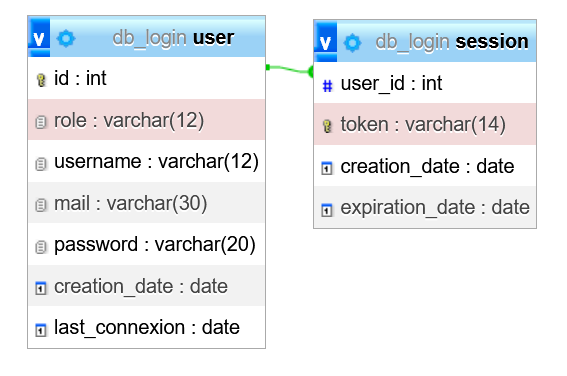 v db_login user
id : int
role : varchar(12)
username : varchar(12)
mail : varchar(30)
password : varchar(20)
creation_date : date
last_connexion : date
v db_login session
# user_id : int
token : varchar(14)
creation_date : date
expiration_date : date